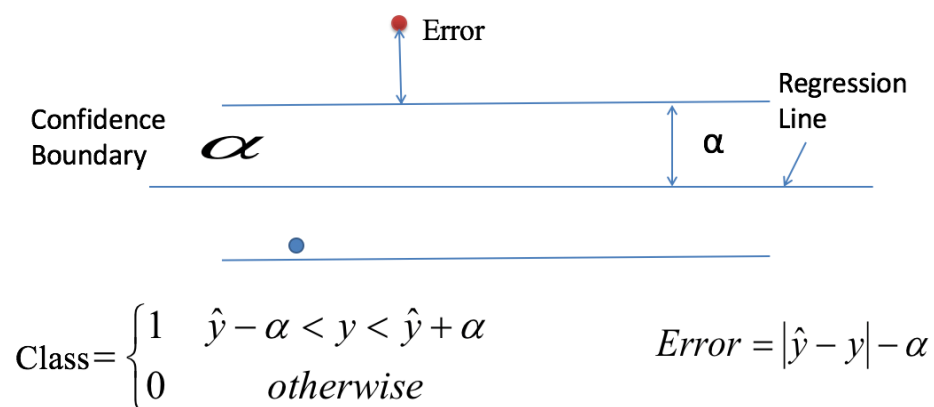 Error
Regression
Line
Confidence
Boundary
α
α
Class = { 1 ŷ − α < y < ŷ + α
0 otherwise
Error = |ŷ − y| − α